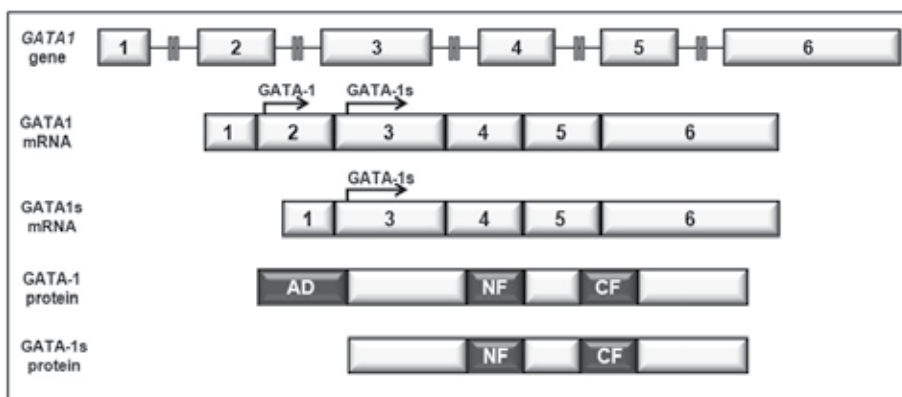 GATA1
gene
1 2 3 4 5 6
GATA-1 GATA-1s
GATA1
mRNA
1 2 3 4 5 6
GATA-1s
GATA1s
mRNA
1 3 4 5 6
GATA-1
protein
AD NF CF
GATA-1s
protein
NF CF